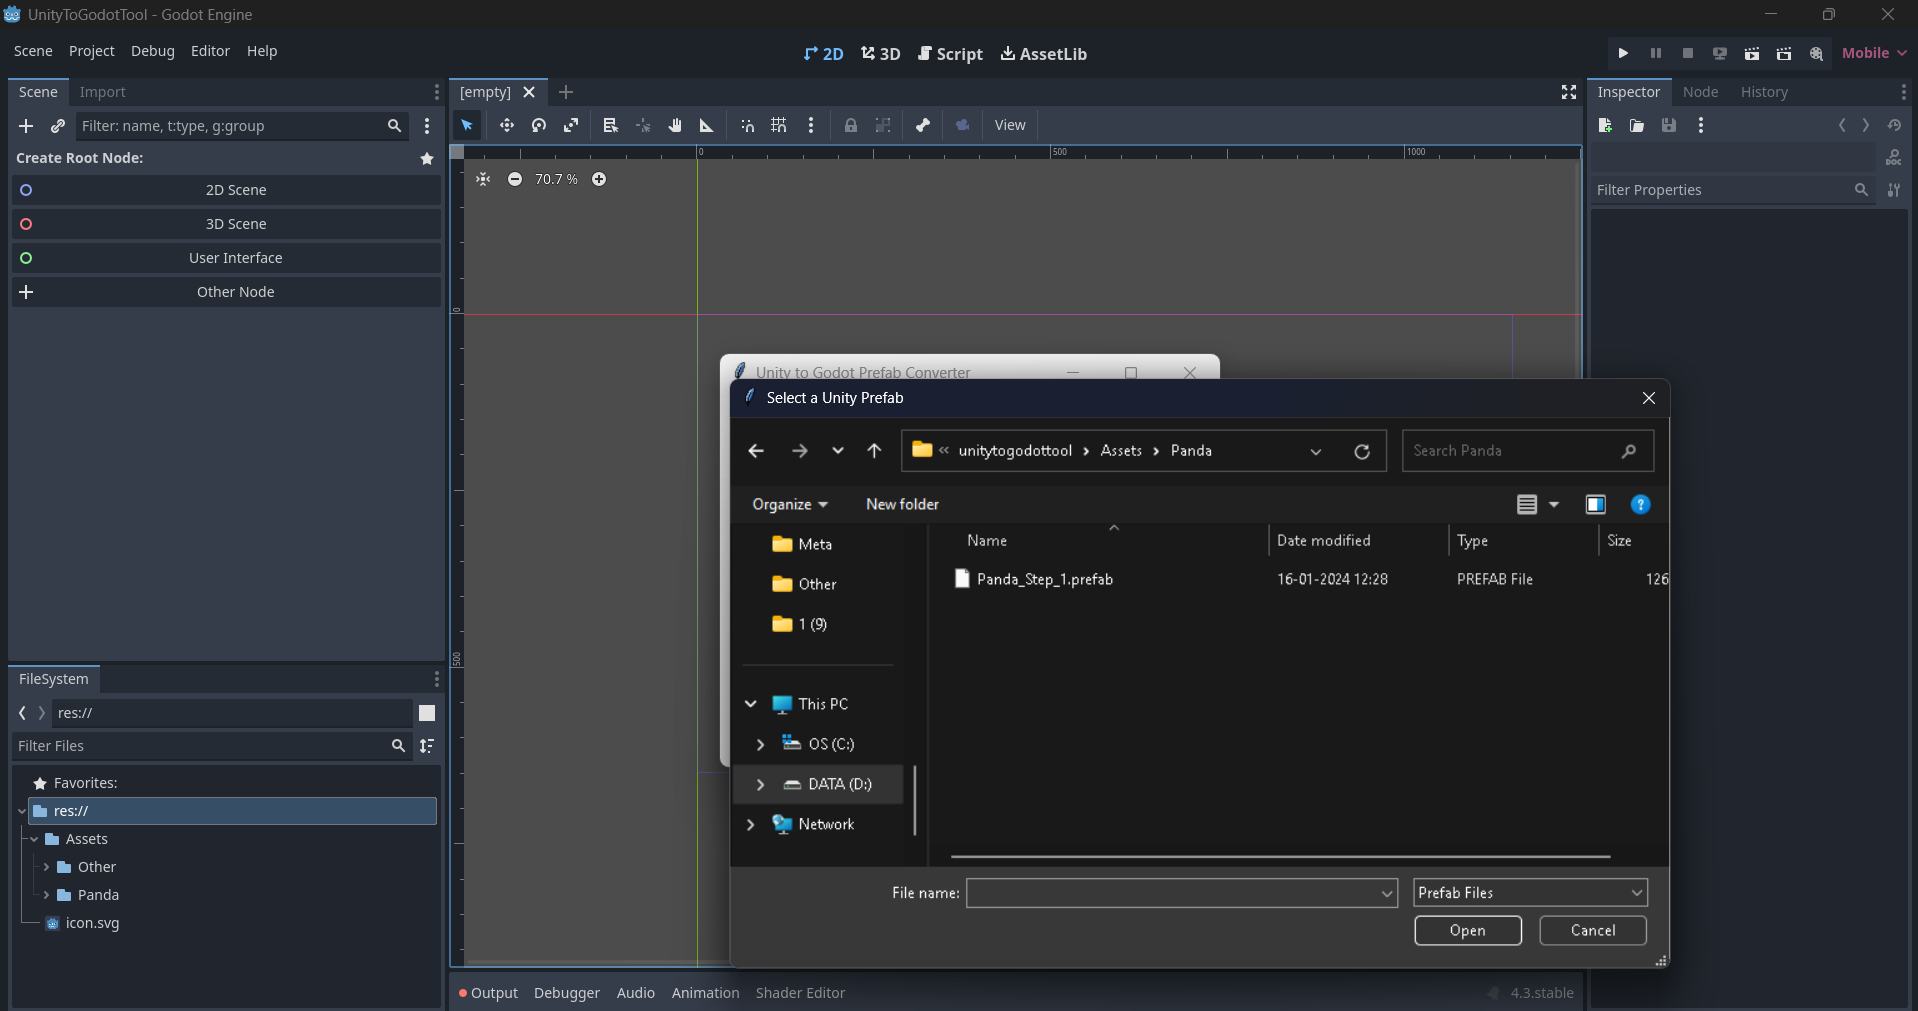 UnityToGodotTool - Godot Engine
Scene Project Debug Editor Help
2D 3D Script AssetLib
Mobile
Scene Import
Filter: name, t:type, g:group
Create Root Node:
2D Scene
3D Scene
User Interface
Other Node
FileSystem
res://
Filter Files
Favorites:
res://
Assets
Other
Panda
icon.svg
[empty]
View
0 500 1000
70.7 %
0
500
Unity to Godot Prefab Converter
Select a Unity Prefab
« unitytogodottool › Assets › Panda
Search Panda
Organize New folder
Meta
Other
1 (9)
This PC
OS (C:)
DATA (D:)
Network
Name Date modified Type Size
Panda_Step_1.prefab 16-01-2024 12:28 PREFAB File 126
File name: Prefab Files
Open Cancel
Output Debugger Audio Animation Shader Editor
4.3.stable
Inspector Node History
DOC
Filter Properties